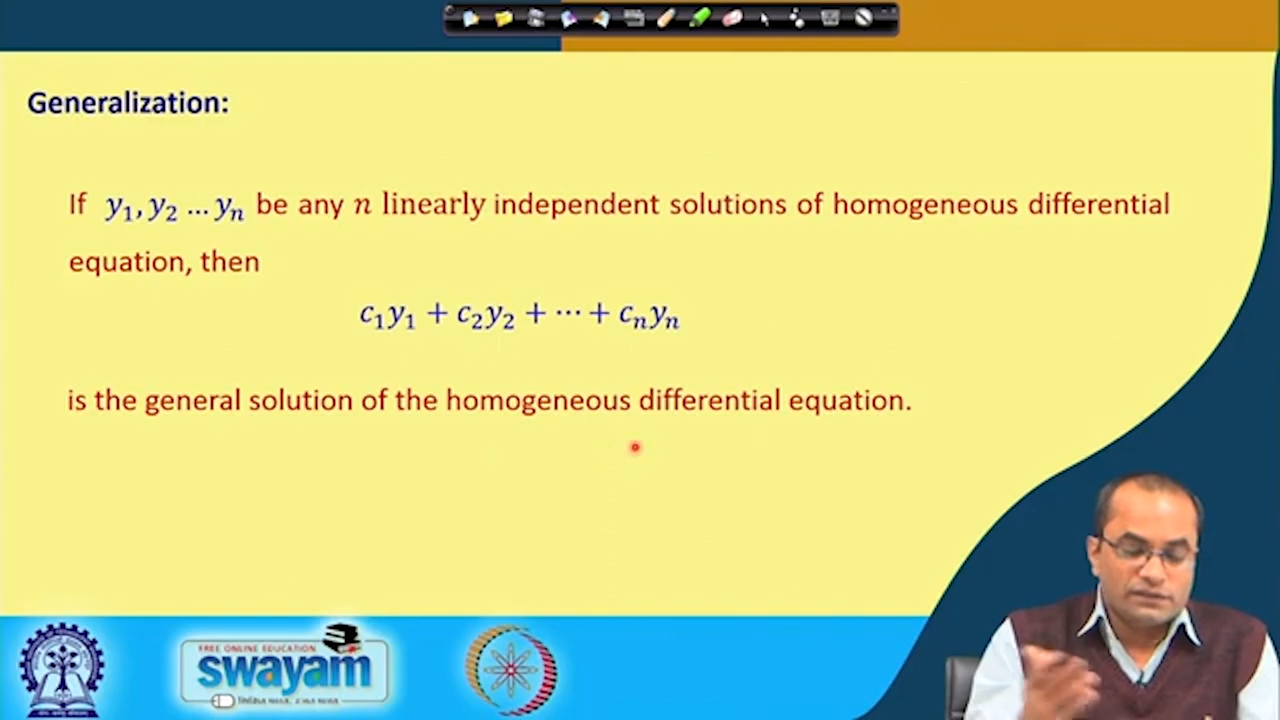 Generalization:
If y₁, y₂ … yₙ be any n linearly independent solutions of homogeneous differential
equation, then
c₁y₁ + c₂y₂ + ⋯ + cₙyₙ
is the general solution of the homogeneous differential equation.
FREE ONLINE EDUCATION
swayam